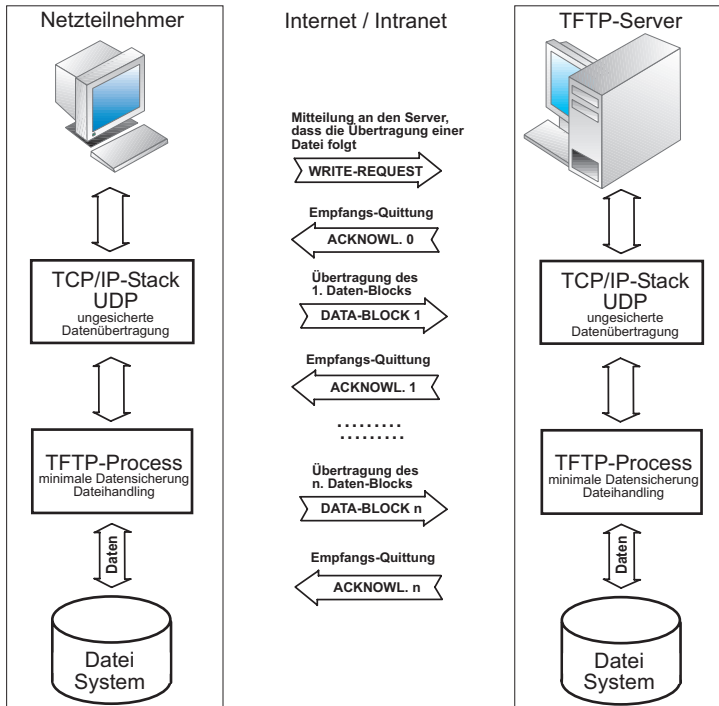 Netzteilnehmer
TCP/IP-Stack
UDP
ungesicherte
Datenübertragung
TFTP-Process
minimale Datensicherung
Dateihandling
Daten
Datei
System
Internet / Intranet
Mitteilung an den Server,
dass die Übertragung einer
Datei folgt
WRITE-REQUEST
Empfangs-Quittung
ACKNOWL. 0
Übertragung des
1. Daten-Blocks
DATA-BLOCK 1
Empfangs-Quittung
ACKNOWL. 1
.........
.........
Übertragung des
n. Daten-Blocks
DATA-BLOCK n
Empfangs-Quittung
ACKNOWL. n
TFTP-Server
TCP/IP-Stack
UDP
ungesicherte
Datenübertragung
TFTP-Process
minimale Datensicherung
Dateihandling
Daten
Datei
System